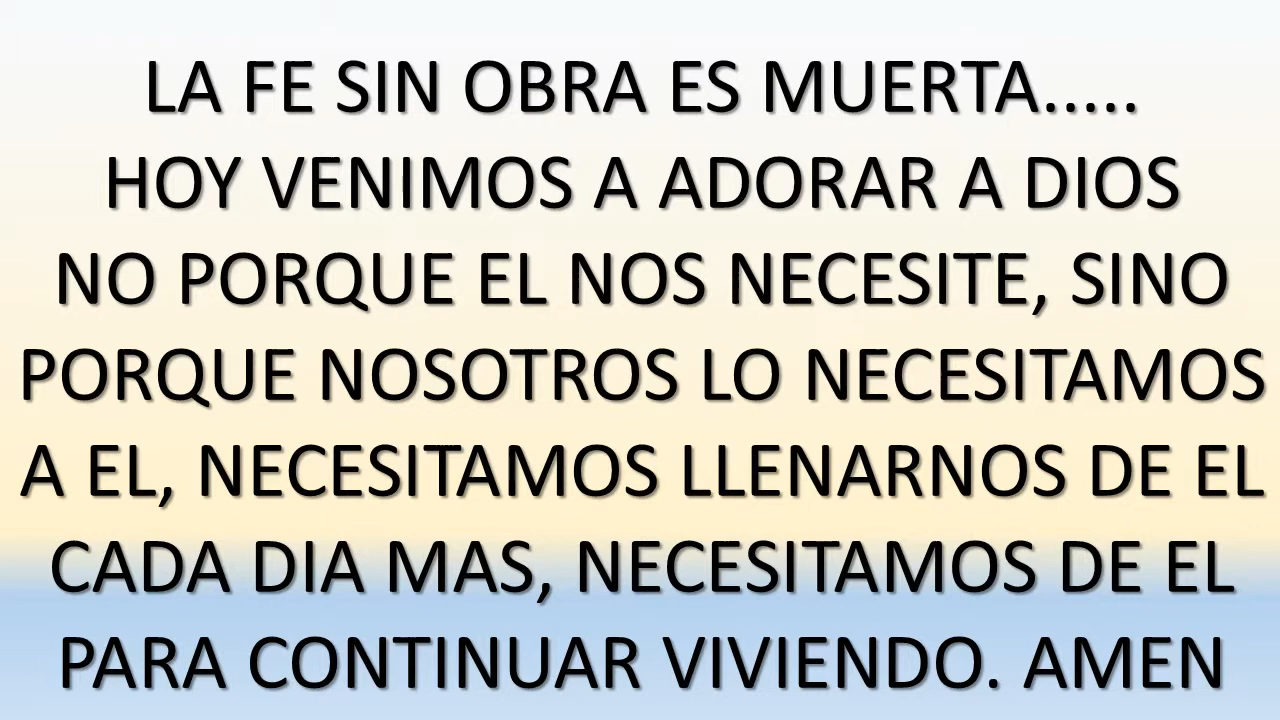 LA FE SIN OBRA ES MUERTA.....
HOY VENIMOS A ADORAR A DIOS
NO PORQUE EL NOS NECESITE, SINO
PORQUE NOSOTROS LO NECESITAMOS
A EL, NECESITAMOS LLENARNOS DE EL
CADA DIA MAS, NECESITAMOS DE EL
PARA CONTINUAR VIVIENDO. AMEN